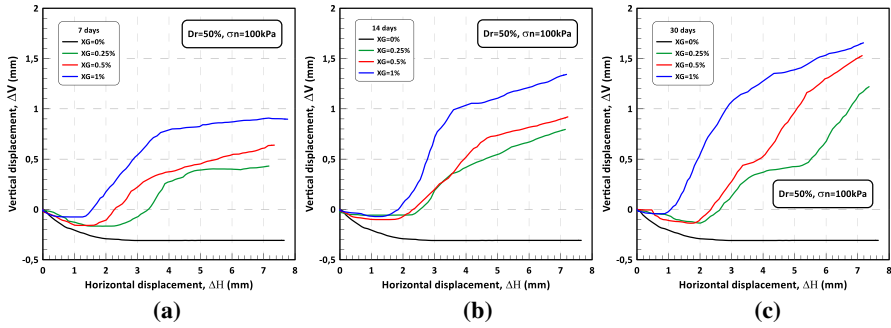 7 days
XG=0%
XG=0.25%
XG=0.5%
XG=1%
Dr=50%, σn=100kPa
Vertical displacement, ΔV (mm)
2
1,5
1
0,5
0
-0,5
0 1 2 3 4 5 6 7 8
Horizontal displacement, ΔH (mm)
(a)
14 days
XG=0%
XG=0.25%
XG=0.5%
XG=1%
Dr=50%, σn=100kPa
Vertical displacement, ΔV (mm)
2
1,5
1
0,5
0
-0,5
0 1 2 3 4 5 6 7 8
Horizontal displacement, ΔH (mm)
(b)
30 days
XG=0%
XG=0.25%
XG=0.5%
XG=1%
Dr=50%, σn=100kPa
Vertical displacement, ΔV (mm)
2
1,5
1
0,5
0
-0,5
0 1 2 3 4 5 6 7 8
Horizontal displacement, ΔH (mm)
(c)